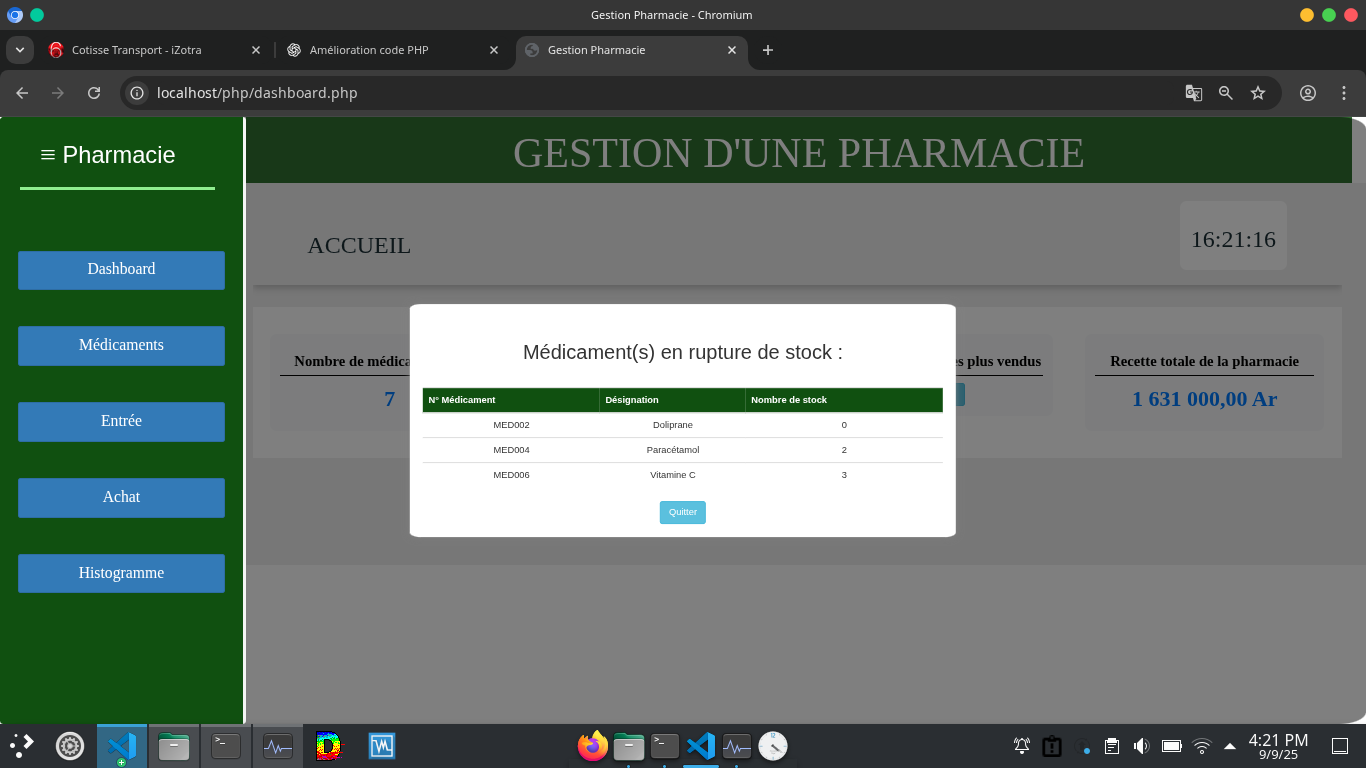 Gestion Pharmacie - Chromium
Cotisse Transport - iZotra
Amélioration code PHP
Gestion Pharmacie
localhost/php/dashboard.php
≡ Pharmacie
GESTION D'UNE PHARMACIE
ACCUEIL
16:21:16
Dashboard
Médicaments
Entrée
Achat
Histogramme
Nombre de médica
7
s plus vendus
Recette totale de la pharmacie
1 631 000,00 Ar
Médicament(s) en rupture de stock :
N° Médicament Désignation Nombre de stock
MED002 Doliprane 0
MED004 Paracétamol 2
MED006 Vitamine C 3
Quitter
4:21 PM
9/9/25